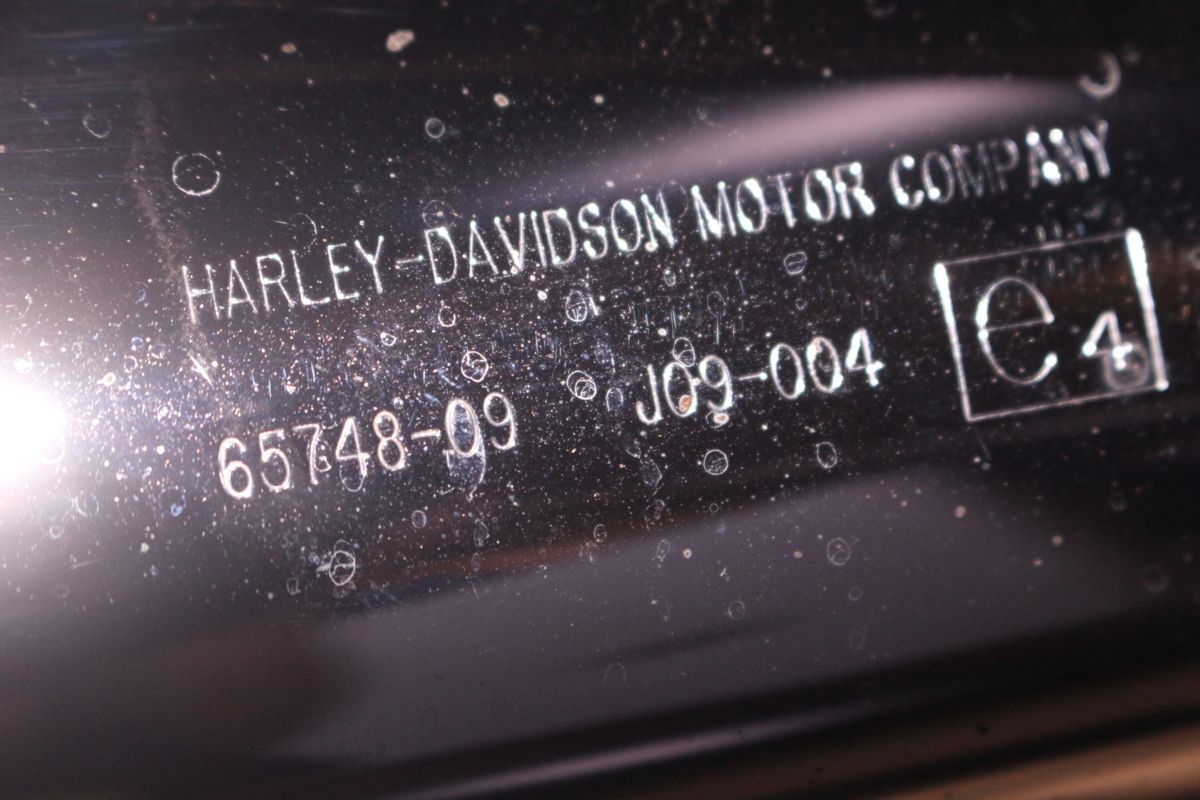 HARLEY-DAVIDSON MOTOR COMPANY
65748-09 J09-004 e4